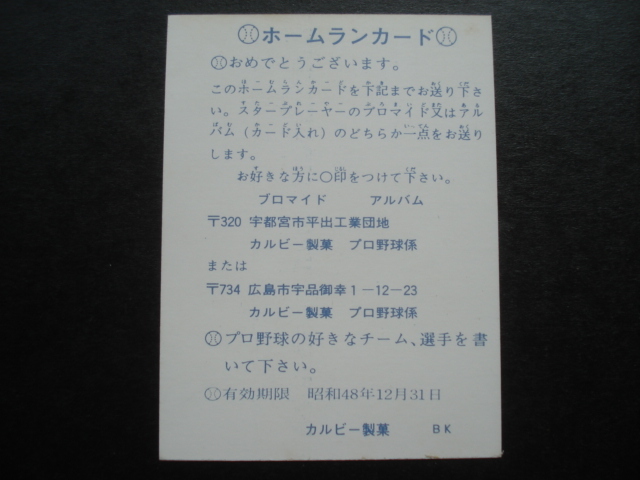 ホームランカード
おめでとうございます。
このホームランカードを下記までお送り下さ
い。スタープレーヤーのブロマイド又はアル
バム（カード入れ）のどちらか一点をお送り
します。
お好きな方に○印をつけて下さい。
ブロマイド　アルバム
〒320 宇都宮市平出工業団地
カルビー製菓　プロ野球係
または
〒734 広島市宇品御幸1－12－23
カルビー製菓　プロ野球係
プロ野球の好きなチーム、選手を書
いて下さい。
有効期限　昭和48年12月31日
カルビー製菓　BK